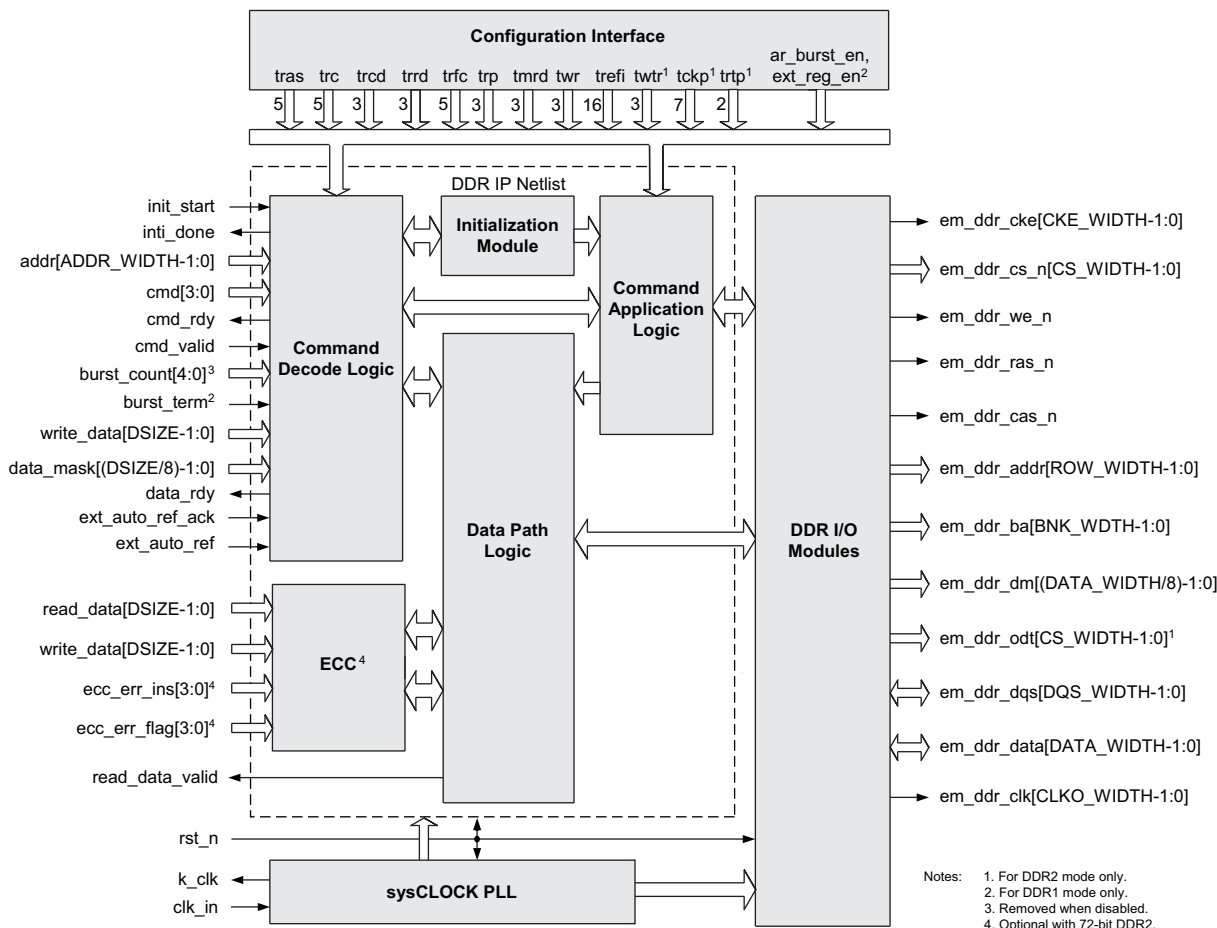 Configuration Interface
tras trc trcd trrd trfc trp tmrd twr trefi twtr¹ tckp¹ trtp¹ ar_burst_en, ext_reg_en²
5 5 3 3 5 3 3 3 16 3 7 2
DDR IP Netlist
init_start
inti_done
addr[ADDR_WIDTH-1:0]
cmd[3:0]
cmd_rdy
cmd_valid
burst_count[4:0]³
burst_term²
write_data[DSIZE-1:0]
data_mask[(DSIZE/8)-1:0]
data_rdy
ext_auto_ref_ack
ext_auto_ref
read_data[DSIZE-1:0]
write_data[DSIZE-1:0]
ecc_err_ins[3:0]⁴
ecc_err_flag[3:0]⁴
read_data_valid
rst_n
k_clk
clk_in
Command
Decode Logic
Initialization
Module
Command
Application
Logic
Data Path
Logic
ECC⁴
sysCLOCK PLL
DDR I/O
Modules
em_ddr_cke[CKE_WIDTH-1:0]
em_ddr_cs_n[CS_WIDTH-1:0]
em_ddr_we_n
em_ddr_ras_n
em_ddr_cas_n
em_ddr_addr[ROW_WIDTH-1:0]
em_ddr_ba[BNK_WDTH-1:0]
em_ddr_dm[(DATA_WIDTH/8)-1:0]
em_ddr_odt[CS_WIDTH-1:0]¹
em_ddr_dqs[DQS_WIDTH-1:0]
em_ddr_data[DATA_WIDTH-1:0]
em_ddr_clk[CLKO_WIDTH-1:0]
Notes: 1. For DDR2 mode only.
2. For DDR1 mode only.
3. Removed when disabled.
4. Optional with 72-bit DDR2.